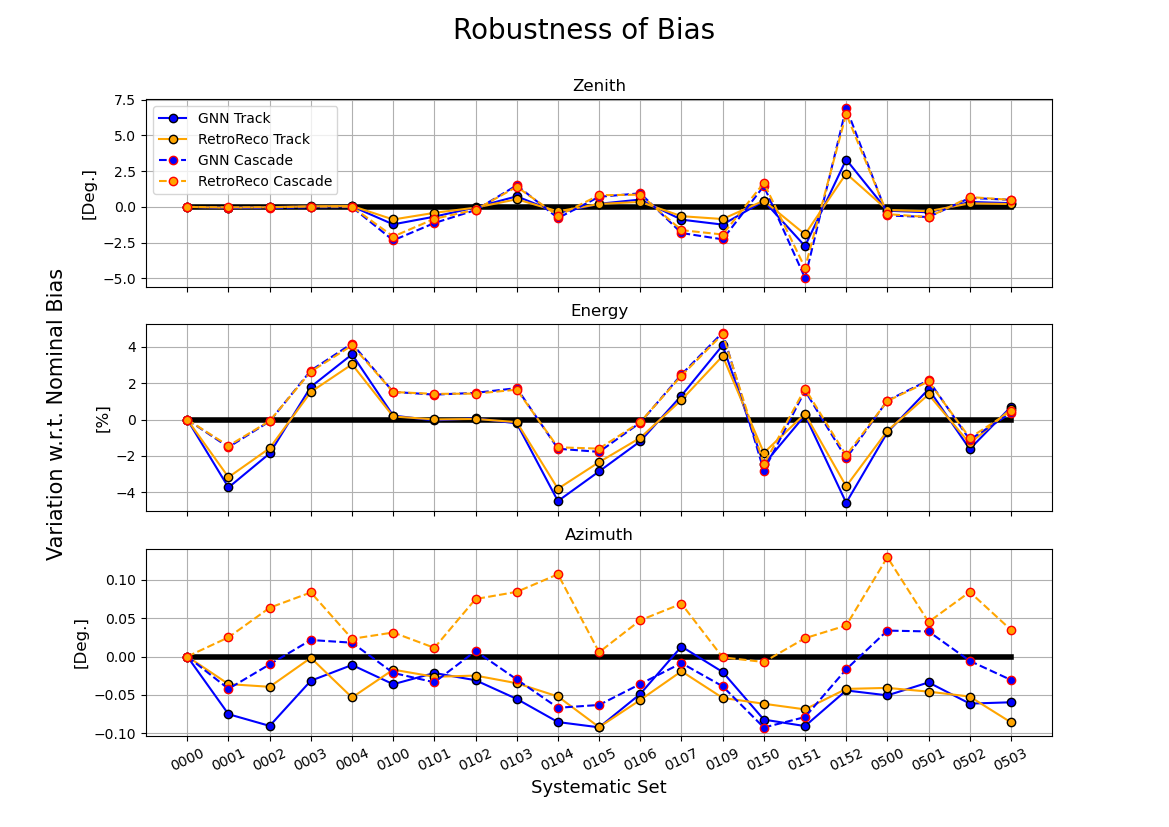 Robustness of Bias
Zenith
7.5
5.0
2.5
0.0
−2.5
−5.0
[Deg.]
GNN Track
RetroReco Track
GNN Cascade
RetroReco Cascade
Variation w.r.t. Nominal Bias
Energy
4
2
0
−2
−4
[%]
Azimuth
0.10
0.05
0.00
−0.05
−0.10
[Deg.]
0000 0001 0002 0003 0004 0100 0101 0102 0103 0104 0105 0106 0107 0109 0150 0151 0152 0500 0501 0502 0503
Systematic Set